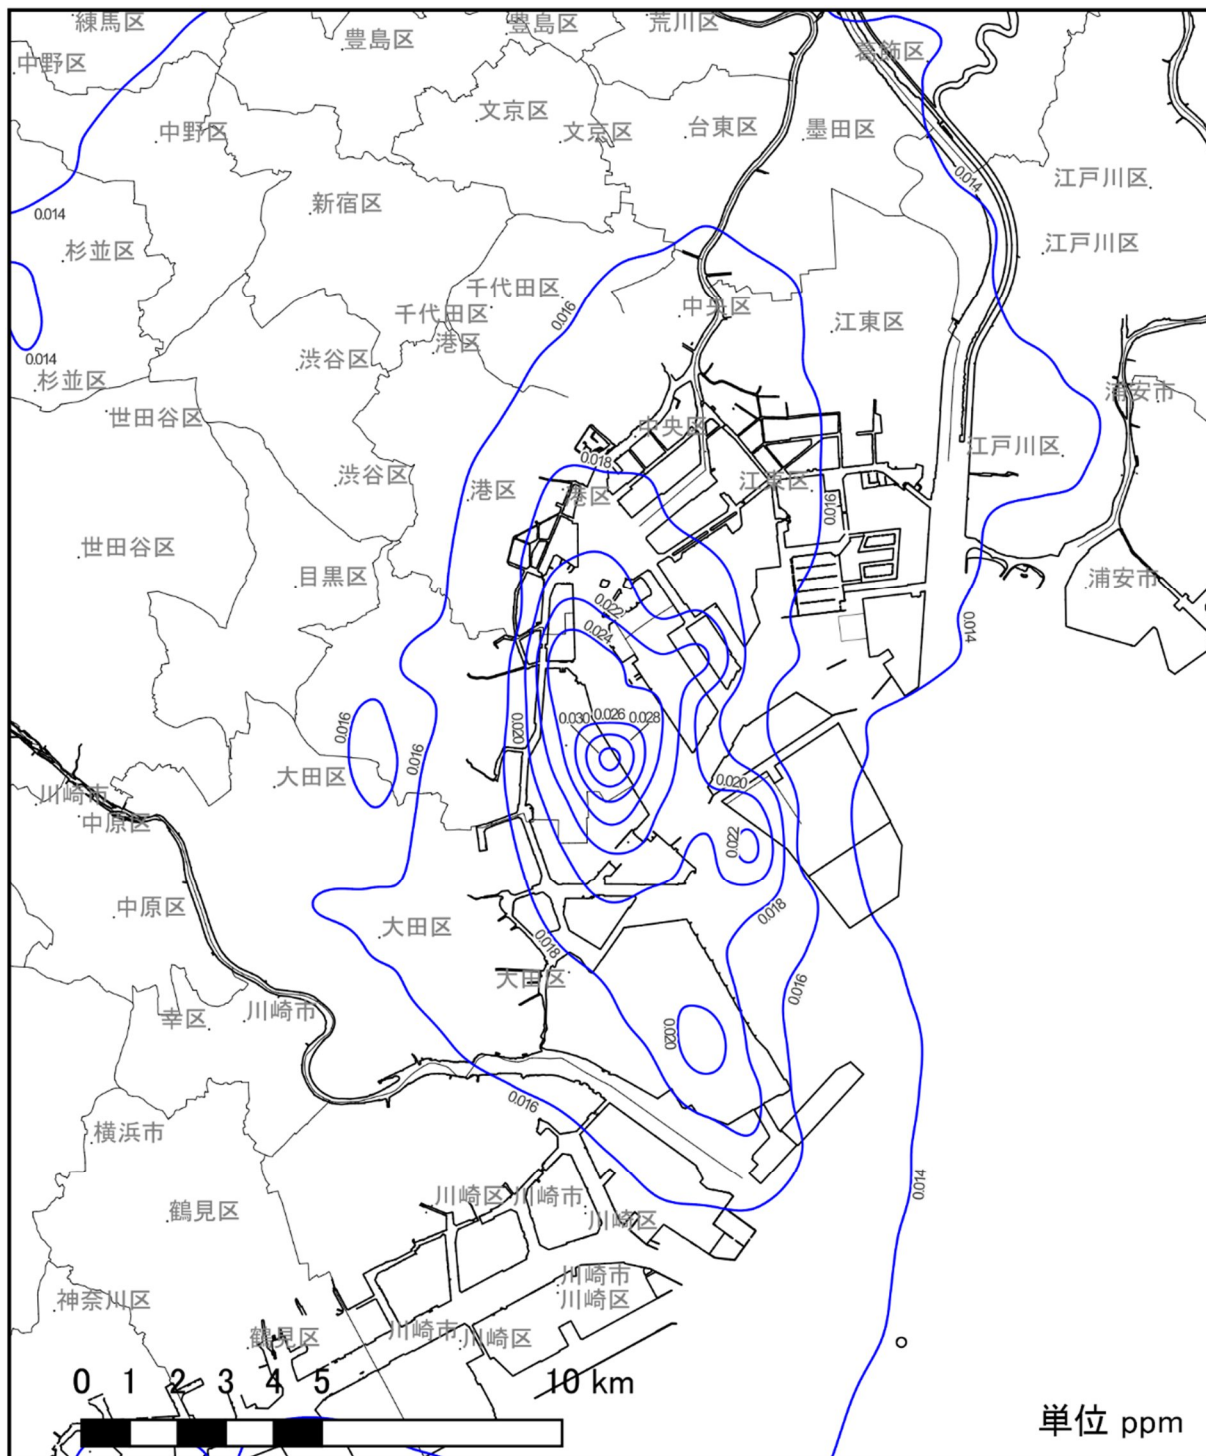 練馬区
豊島区
荒川区
豊島区
葛飾区
中野区
文京区
台東区
墨田区
中野区
文京区
江戸川区
0.014
新宿区
0.014
江戸川区
杉並区
千代田区
中央区
千代田区
0.016
江東区
港区
0.014
渋谷区
杉並区
浦安市
世田谷区
中央区
江戸川区
0.018
渋谷区
江東区
港区
港区
0.016
世田谷区
目黒区
浦安市
0.022
0.014
0.024
0.030
0.026
0.028
0.016
0.020
0.016
大田区
0.020
川崎市
中原区
0.022
中原区
0.018
大田区
0.018
大田区
0.016
川崎市
幸区
0.020
0.016
横浜市
0.014
川崎区
川崎市
鶴見区
川崎区
川崎市
神奈川区
川崎区
川崎市
鶴見区
川崎区
0 1 2 3 4 5 10 km
単位 ppm